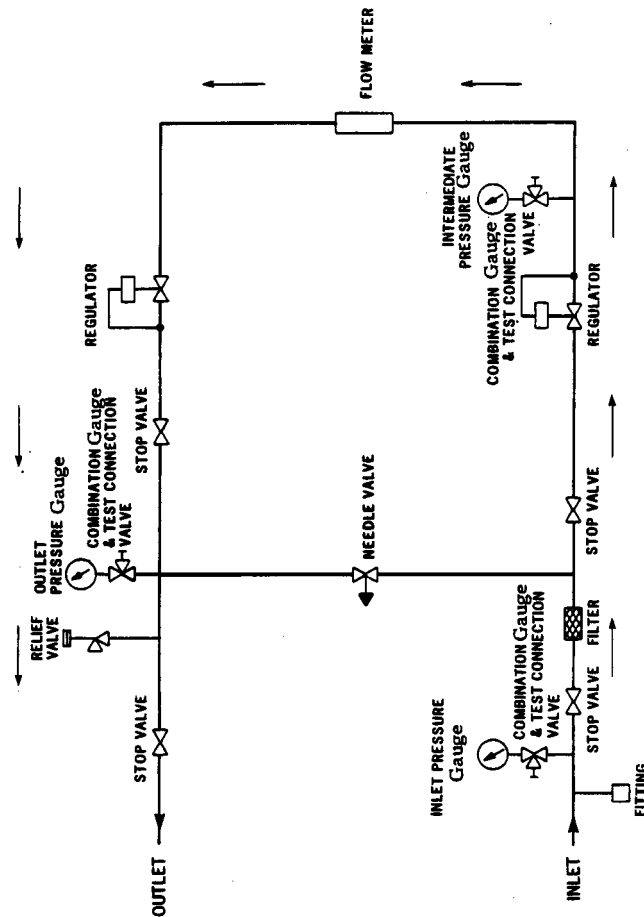 OUTLET
STOP VALVE
RELIEF
VALVE
OUTLET
PRESSURE Gauge
COMBINATION Gauge
& TEST CONNECTION
VALVE
STOP VALVE
REGULATOR
NEEDLE VALVE
FLOW METER
INLET
FITTING
INLET PRESSURE
Gauge
COMBINATION Gauge
& TEST CONNECTION
VALVE
STOP VALVE
FILTER
STOP VALVE
COMBINATION Gauge
& TEST CONNECTION
VALVE
REGULATOR
INTERMEDIATE
PRESSURE Gauge